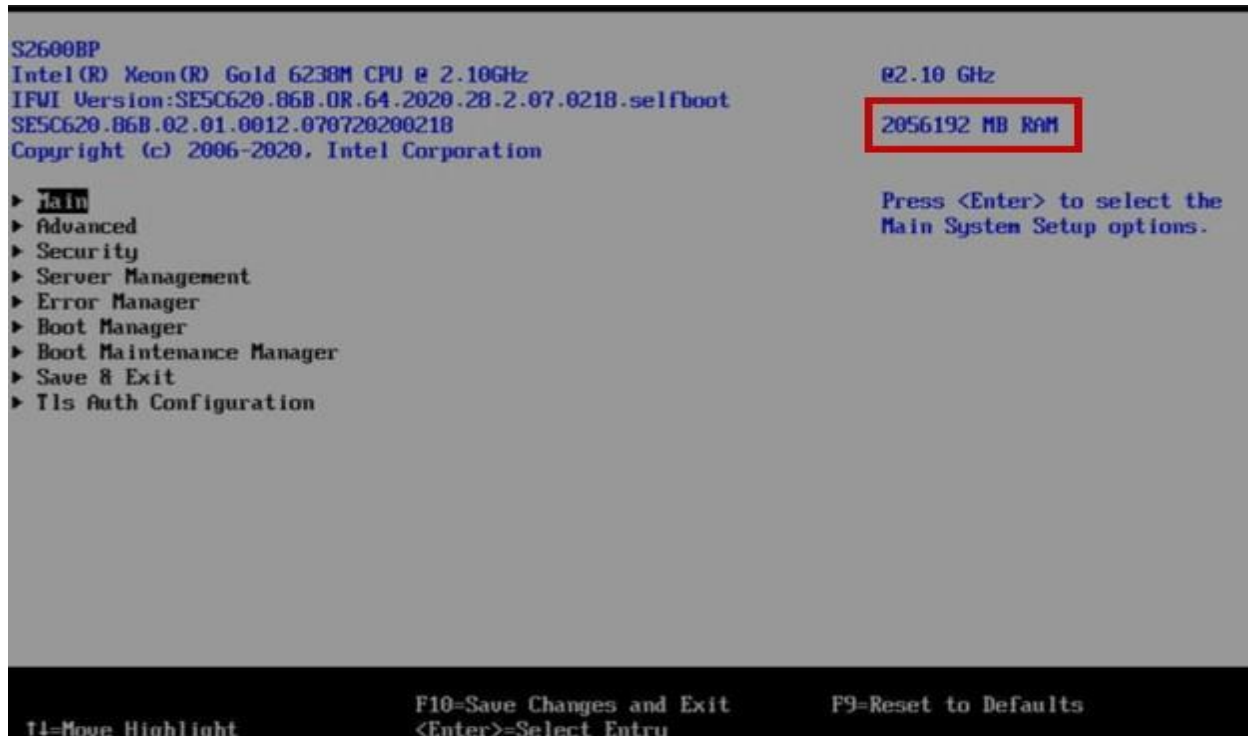 S2600BP
Intel(R) Xeon(R) Gold 6238M CPU @ 2.10GHz @2.10 GHz
IFWI Version:SE5C620.86B.OR.64.2020.28.2.07.0218.selfboot
SE5C620.86B.02.01.0012.070720200218 2056192 MB RAM
Copyright (c) 2006-2020, Intel Corporation
► Main Press <Enter> to select the
► Advanced Main System Setup options.
► Security
► Server Management
► Error Manager
► Boot Manager
► Boot Maintenance Manager
► Save & Exit
► Tls Auth Configuration
F10=Save Changes and Exit F9=Reset to Defaults
↑↓=Move Highlight <Enter>=Select Entry